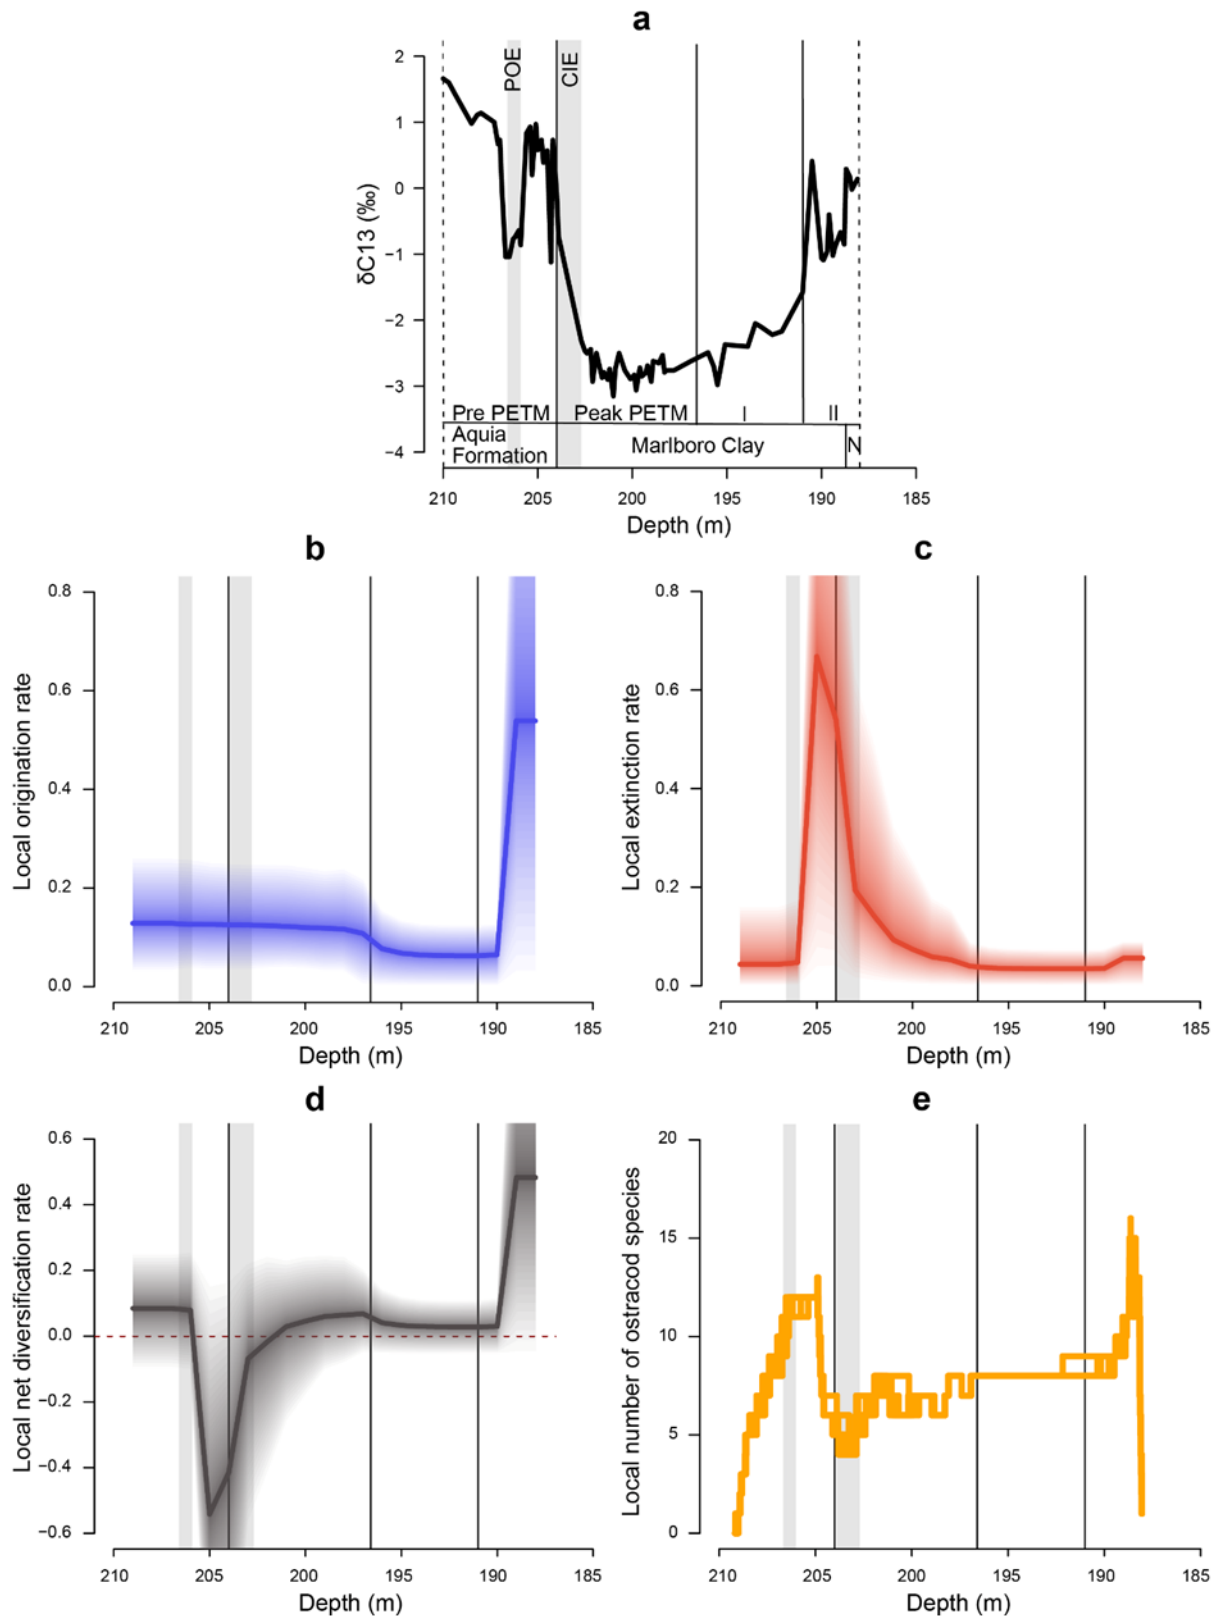 a
2
1
0
−1
−2
−3
−4
δC13 (‰)
POE
CIE
Pre PETM
Peak PETM
I
II
Aquia
Formation
Marlboro Clay
N
210
205
200
195
190
185
Depth (m)
b
0.8
0.6
0.4
0.2
0.0
Local origination rate
210
205
200
195
190
185
Depth (m)
c
0.8
0.6
0.4
0.2
0.0
Local extinction rate
210
205
200
195
190
185
Depth (m)
d
0.6
0.4
0.2
0.0
−0.2
−0.4
−0.6
Local net diversification rate
210
205
200
195
190
185
Depth (m)
e
20
15
10
5
0
Local number of ostracod species
210
205
200
195
190
185
Depth (m)